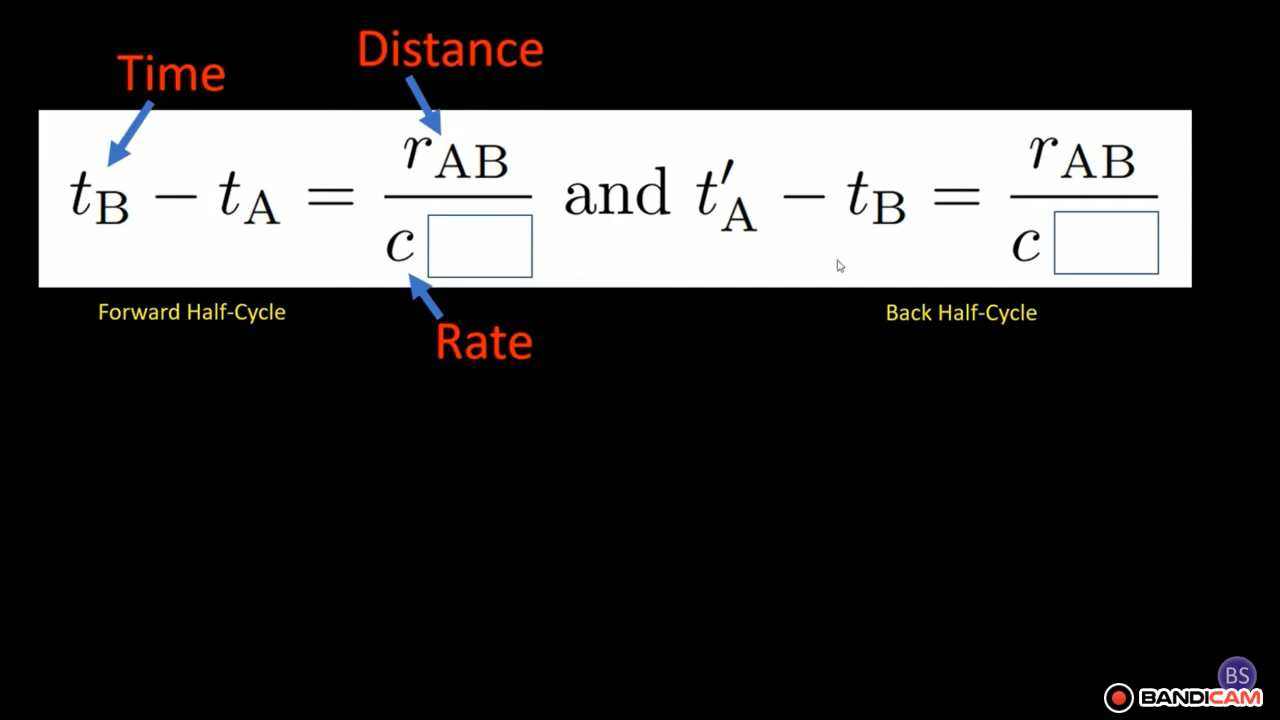 Time
Distance
t_B − t_A = r_AB / c and t′_A − t_B = r_AB / c
Forward Half-Cycle
Back Half-Cycle
Rate
BS
BANDICAM